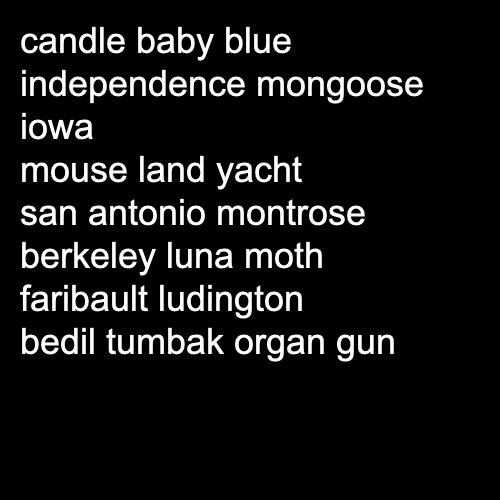 candle baby blue
independence mongoose
iowa
mouse land yacht
san antonio montrose
berkeley luna moth
faribault ludington
bedil tumbak organ gun